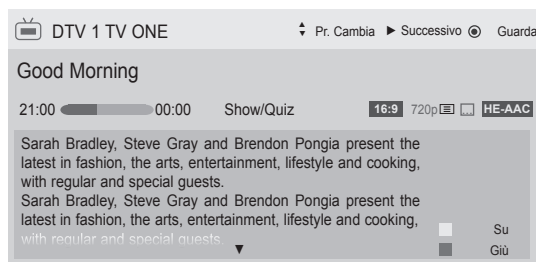 DTV 1 TV ONE
Pr. Cambia
Successivo
Guarda
Good Morning
21:00
00:00
Show/Quiz
16:9
720p
HE-AAC
Sarah Bradley, Steve Gray and Brendon Pongia present the
latest in fashion, the arts, entertainment, lifestyle and cooking,
with regular and special guests.
Sarah Bradley, Steve Gray and Brendon Pongia present the
latest in fashion, the arts, entertainment, lifestyle and cooking,
with regular and special guests.
Su
Giù